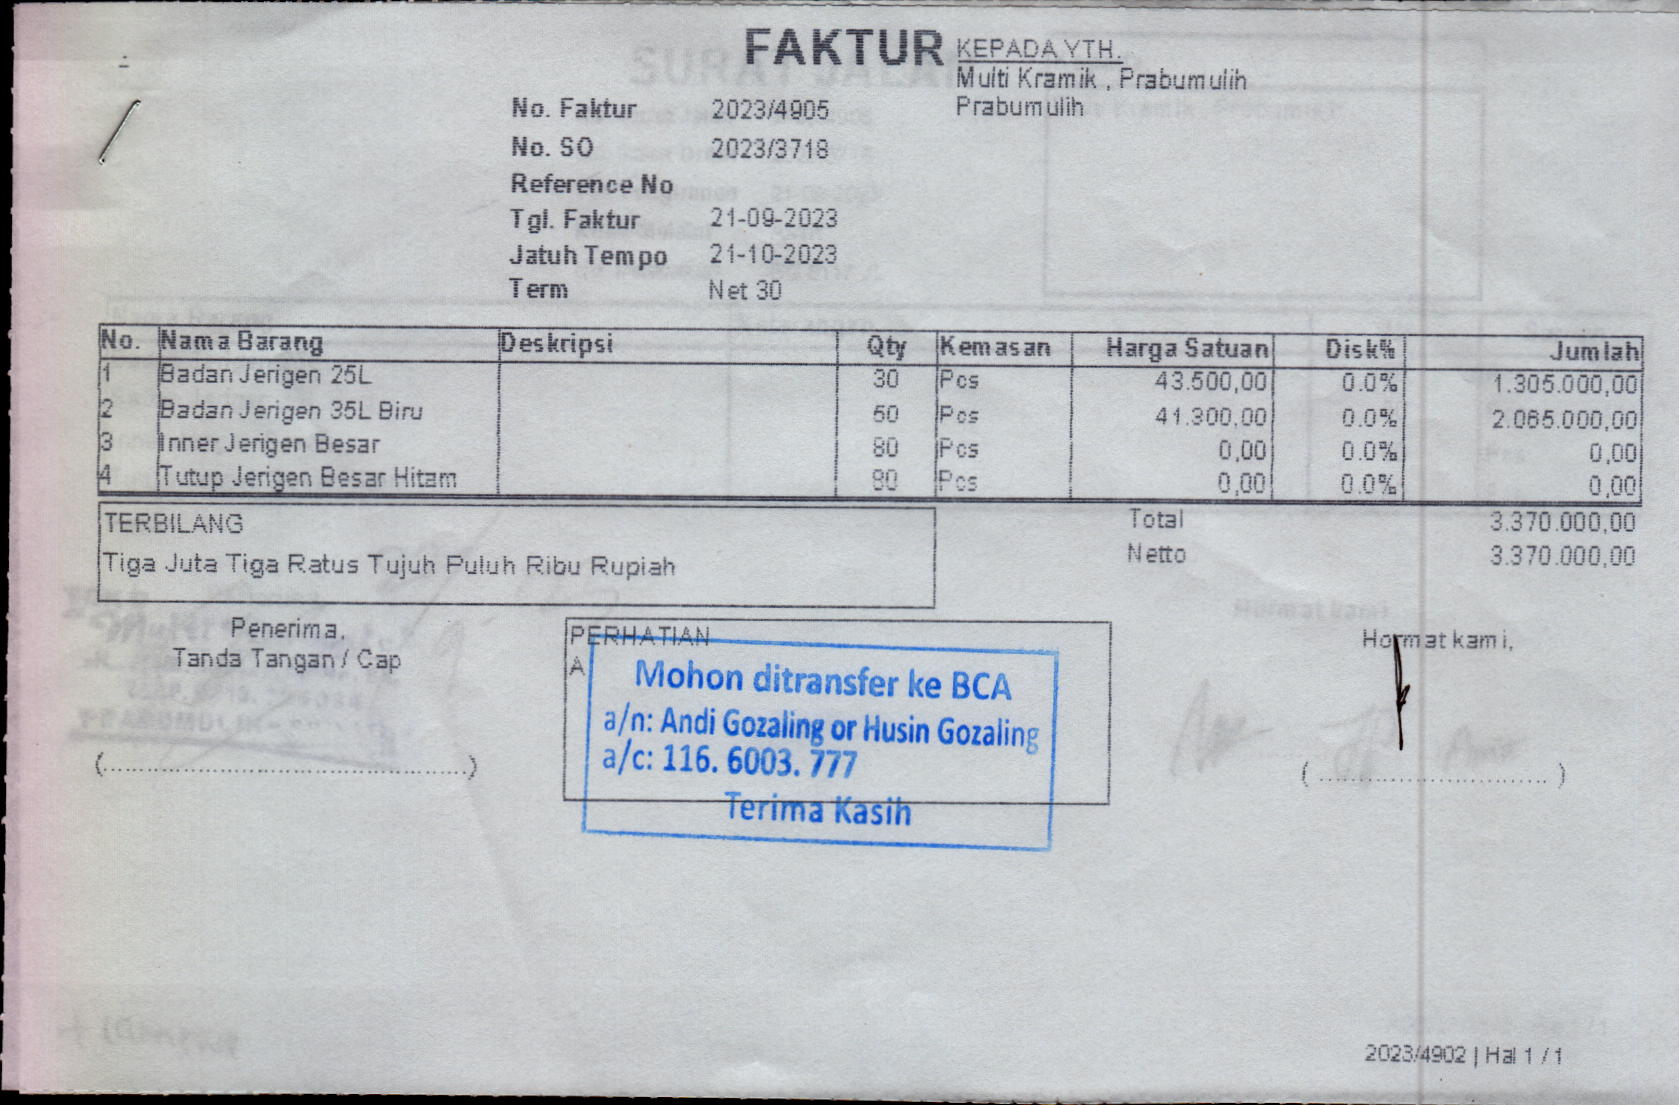 FAKTUR
KEPADA YTH.
Multi Kramik , Prabumulih
Prabumulih
No. Faktur 2023/4905
No. SO 2023/3718
Reference No
Tgl. Faktur 21-09-2023
Jatuh Tempo 21-10-2023
Term Net 30
No. Nama Barang Deskripsi Qty Kemasan Harga Satuan Disk% Jumlah
1 Badan Jerigen 25L 30 Pcs 43.500,00 0.0% 1.305.000,00
2 Badan Jerigen 35L Biru 50 Pcs 41.300,00 0.0% 2.065.000,00
3 Inner Jerigen Besar 80 Pcs 0,00 0.0% 0,00
4 Tutup Jerigen Besar Hitam 80 Pcs 0,00 0.0% 0,00
TERBILANG
Tiga Juta Tiga Ratus Tujuh Puluh Ribu Rupiah
Total 3.370.000,00
Netto 3.370.000,00
Penerima,
Tanda Tangan / Cap
(..........................................)
PERHATIAN
A
Mohon ditransfer ke BCA
a/n: Andi Gozaling or Husin Gozaling
a/c: 116. 6003. 777
Terima Kasih
Hormat kami,
( .......................... )
2023/4902 | Hal 1 / 1